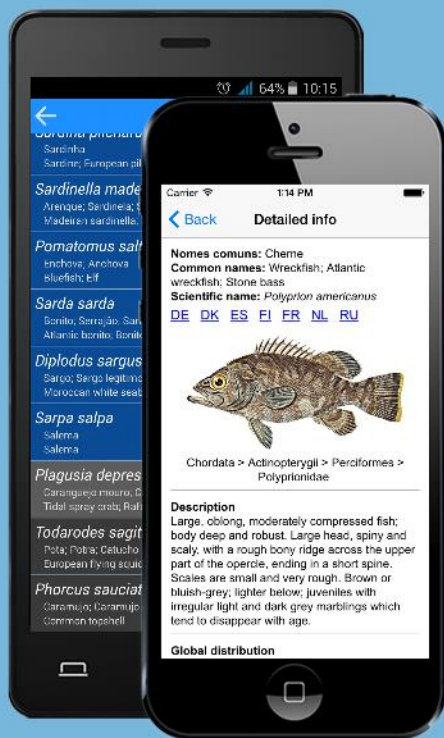 64% 10:15
Sardina pilchardu
Sardinha
Sardine; European pil
Sardinella made
Arenque; Sardinela; S
Madeiran sardinella;
Pomatomus salt
Enchova; Anchova
Bluefish; Elf
Sarda sarda
Bonito; Serrajão; Sar
Atlantic bonito; Bonito
Diplodus sargus
Sargo; Sargo legítimo
Moroccan white seab
Sarpa salpa
Salema
Salema
Plagusia depres
Caranguejo mouro; C
Tidal spray crab; Raf
Todarodes sagit
Pota; Potra; Catucho
European flying squid
Phorcus sauciat
Caramujo; Caramujo
Common topshell
Carrier 1:14 PM
Back Detailed info
Nomes comuns: Cherne
Common names: Wreckfish; Atlantic
wreckfish; Stone bass
Scientific name: Polyprion americanus
DE DK ES FI FR NL RU
Chordata > Actinopterygii > Perciformes >
Polyprionidae
Description
Large, oblong, moderately compressed fish;
body deep and robust. Large head, spiny and
scaly, with a rough bony ridge across the upper
part of the opercle, ending in a short spine.
Scales are small and very rough. Brown or
bluish-grey; lighter below; juveniles with
irregular light and dark grey marblings which
tend to disappear with age.
Global distribution